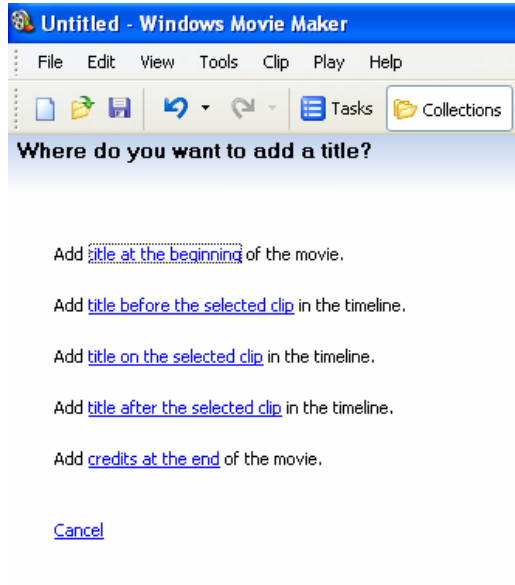 Untitled - Windows Movie Maker
File Edit View Tools Clip Play Help
Tasks Collections
Where do you want to add a title?
Add title at the beginning of the movie.
Add title before the selected clip in the timeline.
Add title on the selected clip in the timeline.
Add title after the selected clip in the timeline.
Add credits at the end of the movie.
Cancel